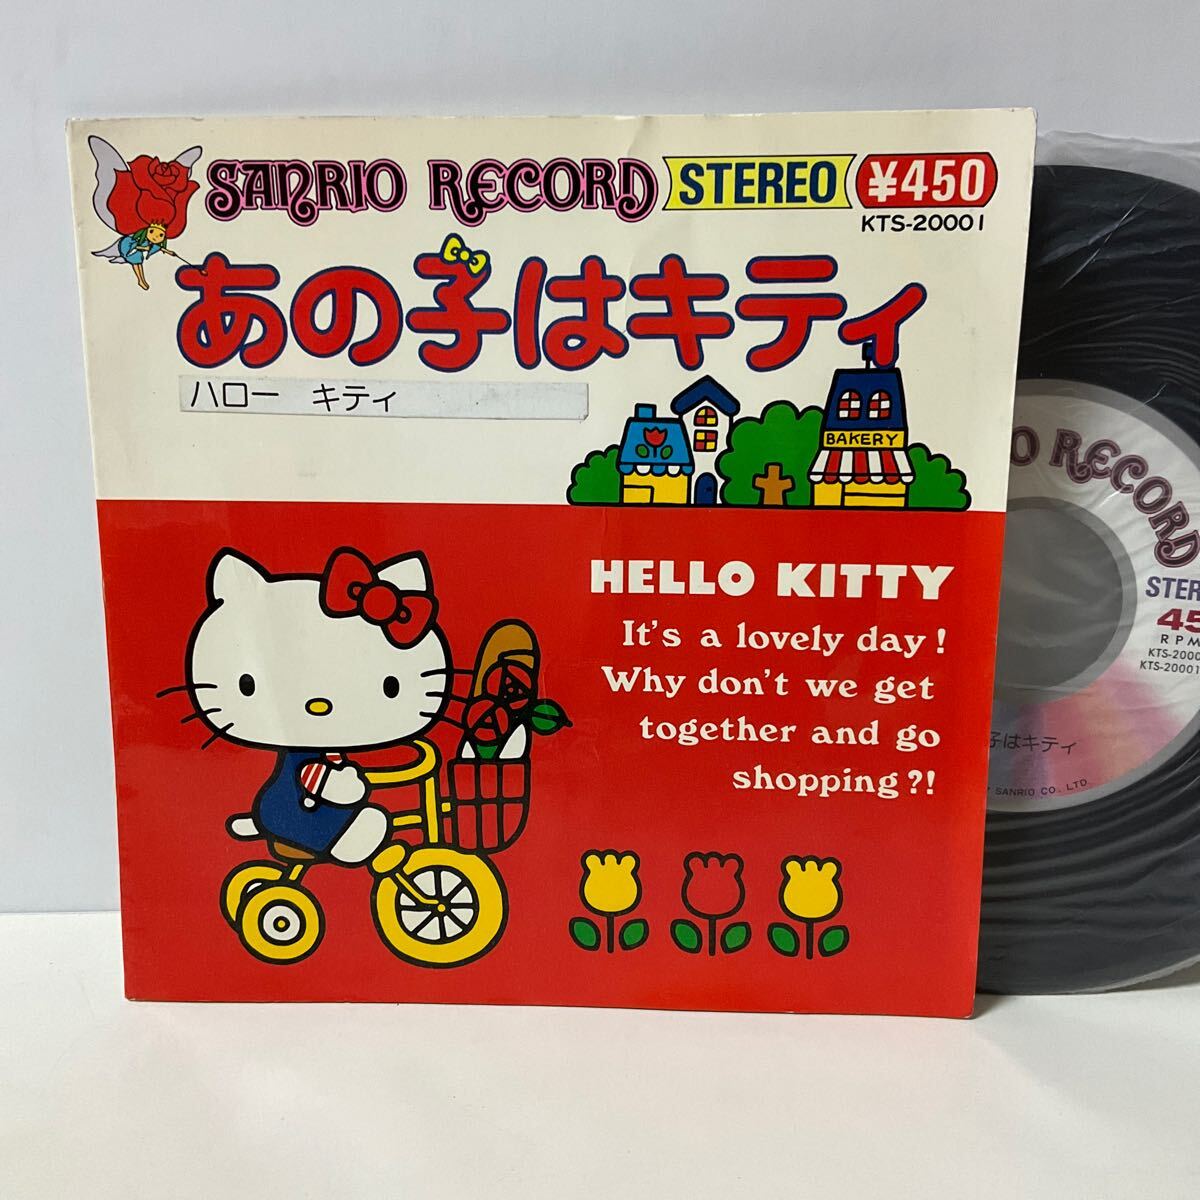 SANRIO RECORD STEREO ¥450
KTS-20001
あの子はキティ
ハロー キティ
BAKERY
HELLO KITTY
It's a lovely day!
Why don't we get
together and go
shopping?!
RECORD
STER
45
RPM
KTS-2000
KTS-20001
子はキティ
SANRIO CO., LTD.